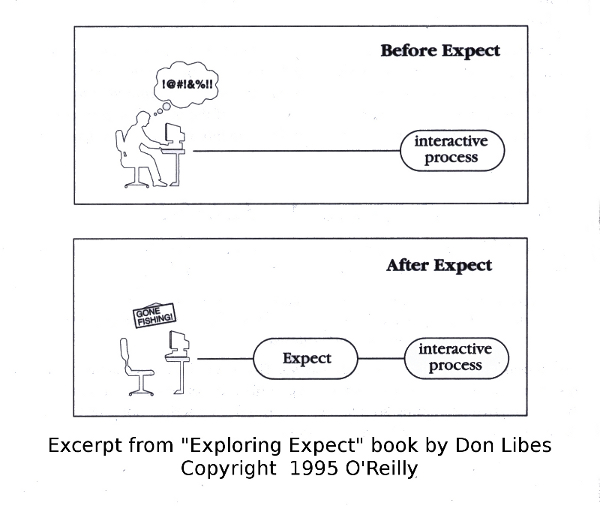 Before Expect
!@#!&%!!
interactive
process
After Expect
GONE
FISHING!
Expect
interactive
process
Excerpt from "Exploring Expect" book by Don Libes
Copyright  1995 O'Reilly